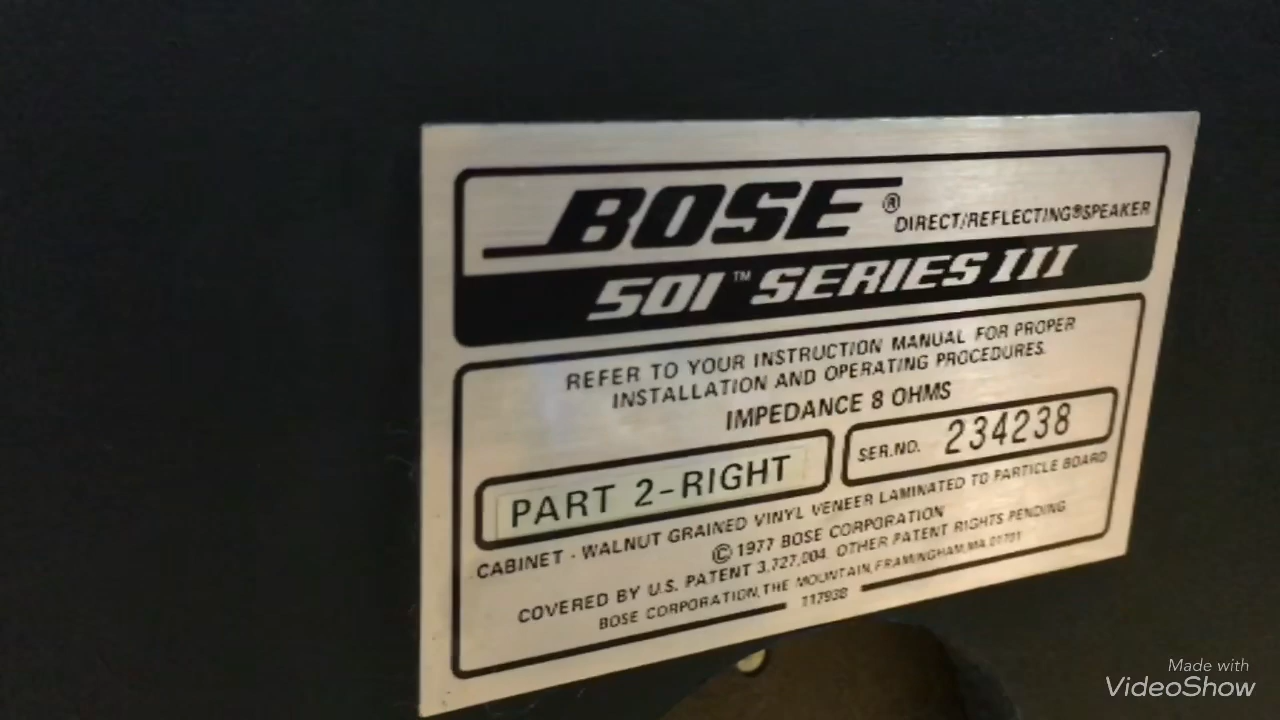 BOSE® DIRECT/REFLECTING®SPEAKER
501™ SERIES III
REFER TO YOUR INSTRUCTION MANUAL FOR PROPER
INSTALLATION AND OPERATING PROCEDURES.
IMPEDANCE 8 OHMS
PART 2-RIGHT
SER.NO. 234238
CABINET - WALNUT GRAINED VINYL VENEER LAMINATED TO PARTICLE BOARD
© 1977 BOSE CORPORATION
COVERED BY U.S. PATENT 3,727,004. OTHER PATENT RIGHTS PENDING
BOSE CORPORATION, THE MOUNTAIN, FRAMINGHAM, MA 01701
117938
Made with
VideoShow